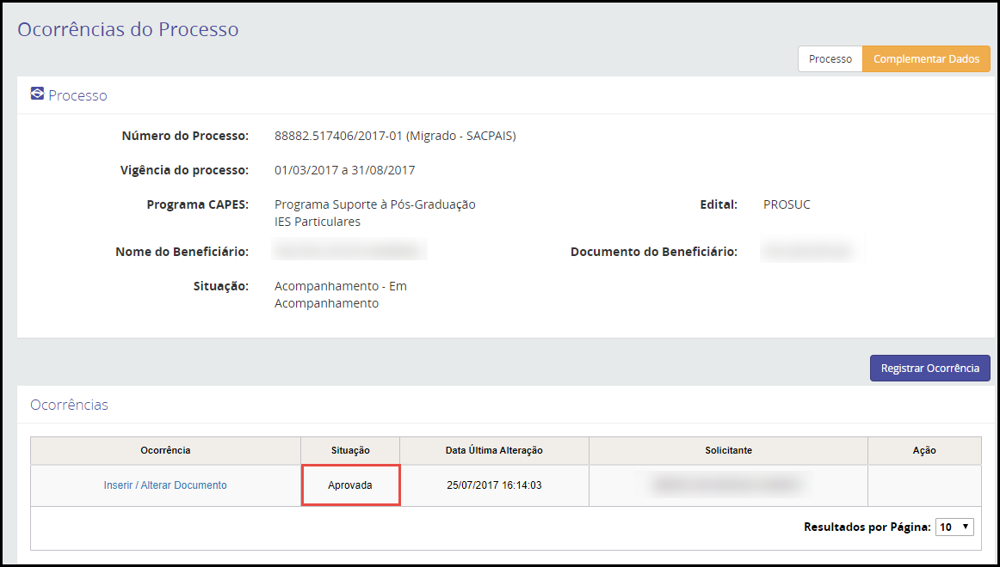 Ocorrências do Processo
Processo Complementar Dados
Processo
Número do Processo: 88882.517406/2017-01 (Migrado - SACPAIS)
Vigência do processo: 01/03/2017 a 31/08/2017
Programa CAPES: Programa Suporte à Pós-Graduação Edital: PROSUC
IES Particulares
Nome do Beneficiário: Documento do Beneficiário:
Situação: Acompanhamento - Em
Acompanhamento
Registrar Ocorrência
Ocorrências
Ocorrência Situação Data Última Alteração Solicitante Ação
Inserir / Alterar Documento Aprovada 25/07/2017 16:14:03
Resultados por Página: 10